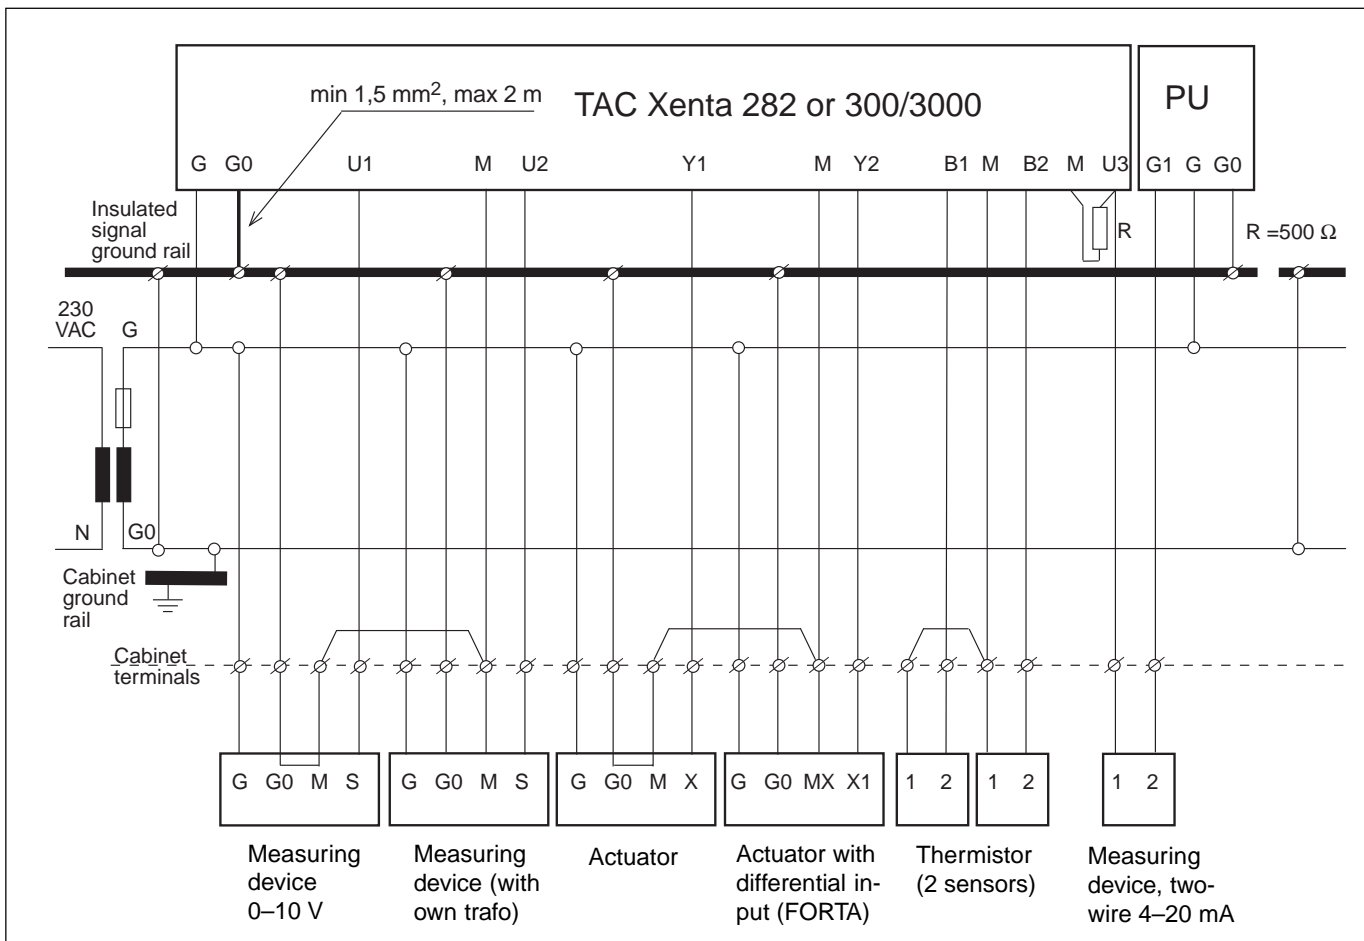 min 1,5 mm², max 2 m
TAC Xenta 282 or 300/3000
PU
G G0 U1 M U2 Y1 M Y2 B1 M B2 M U3 G1 G G0
Insulated
signal
ground rail
R
R =500 Ω
230
VAC G
N G0
Cabinet
ground
rail
Cabinet
terminals
G G0 M S G G0 M S G G0 M X G G0 MX X1 1 2 1 2 1 2
Measuring
device
0–10 V
Measuring
device (with
own trafo)
Actuator
Actuator with
differential in-
put (FORTA)
Thermistor
(2 sensors)
Measuring
device, two-
wire 4–20 mA